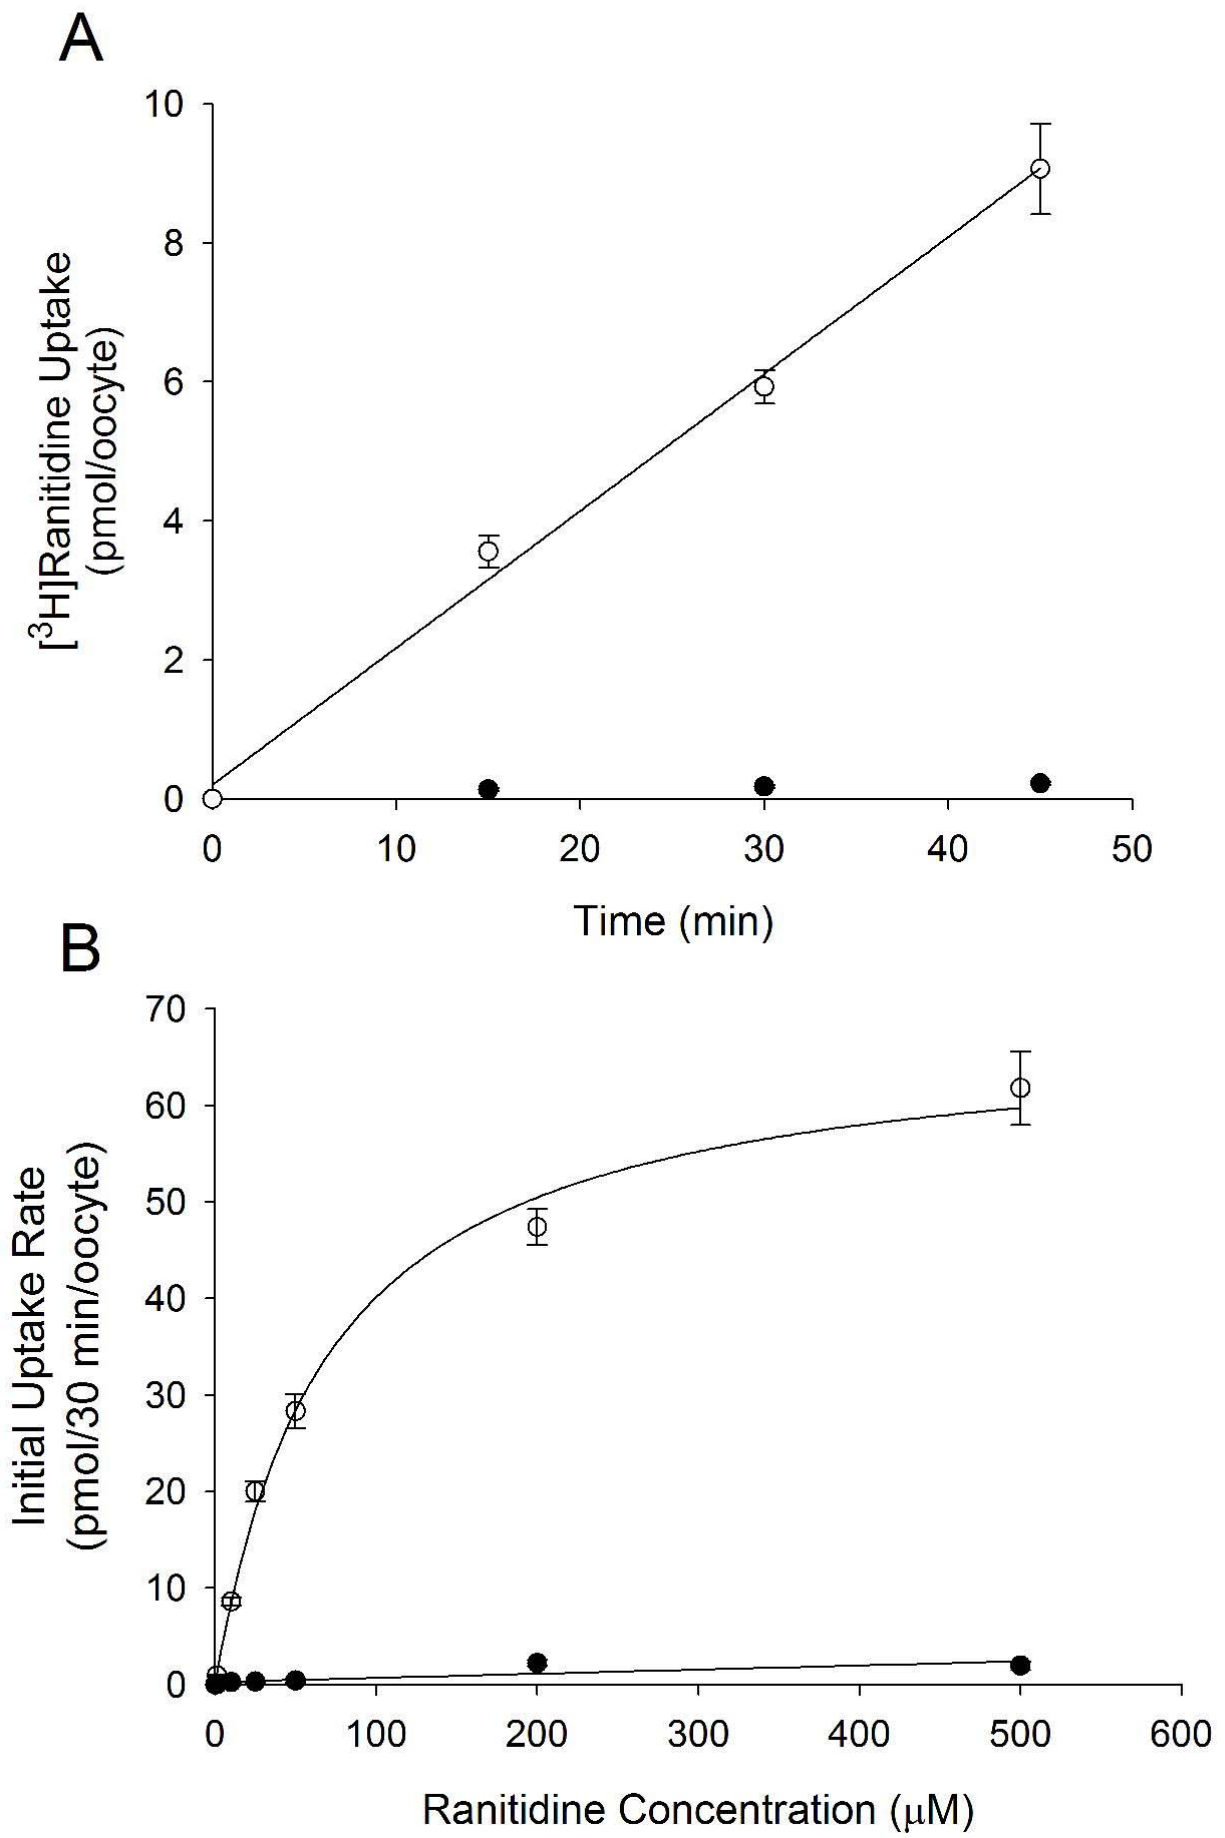 A
10
8
6
4
2
0
[³H]Ranitidine Uptake
(pmol/oocyte)
0 10 20 30 40 50
Time (min)
B
70
60
50
40
30
20
10
0
Initial Uptake Rate
(pmol/30 min/oocyte)
0 100 200 300 400 500 600
Ranitidine Concentration (μM)